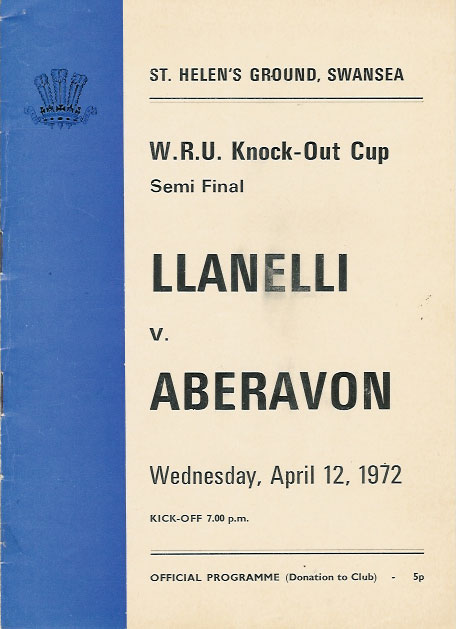 ST. HELEN'S GROUND, SWANSEA
W.R.U. Knock-Out Cup
Semi Final
LLANELLI
v.
ABERAVON
Wednesday, April 12, 1972
KICK-OFF 7.00 p.m.
OFFICIAL PROGRAMME (Donation to Club) - 5p